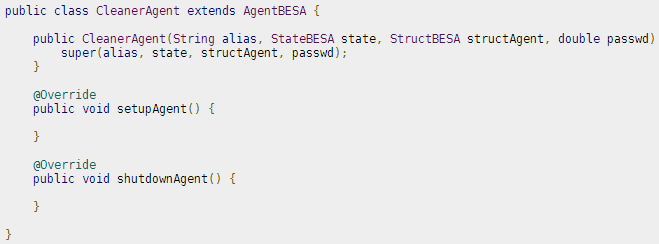 public class CleanerAgent extends AgentBESA {
public CleanerAgent(String alias, StateBESA state, StructBESA structAgent, double passwd)
super(alias, state, structAgent, passwd);
}
@Override
public void setupAgent() {
}
@Override
public void shutdownAgent() {
}
}